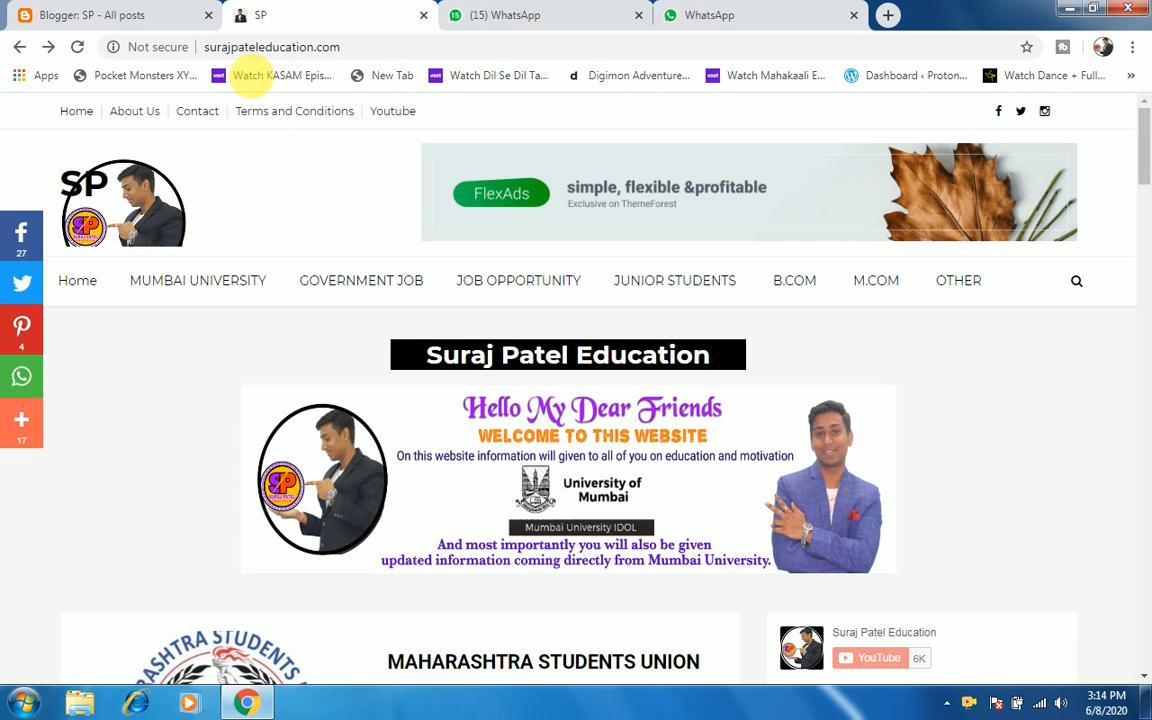 Blogger: SP - All posts
SP
(15) WhatsApp
WhatsApp
Not secure
surajpateleducation.com
Apps
Pocket Monsters XY...
Watch KASAM Epis...
New Tab
Watch Dil Se Dil Ta...
Digimon Adventure...
Watch Mahakaali E...
Dashboard ‹ Proton...
Watch Dance + Full...
Home
About Us
Contact
Terms and Conditions
Youtube
SP
SP
FlexAds
simple, flexible &profitable
Exclusive on ThemeForest
27
4
17
Home
MUMBAI UNIVERSITY
GOVERNMENT JOB
JOB OPPORTUNITY
JUNIOR STUDENTS
B.COM
M.COM
OTHER
Suraj Patel Education
Hello My Dear Friends
WELCOME TO THIS WEBSITE
On this website information will given to all of you on education and motivation
SP
SURAJ PATEL
University of
Mumbai
Mumbai University IDOL
And most importantly you will also be given
updated information coming directly from Mumbai University.
MAHARASHTRA STUDENTS UNION
Suraj Patel Education
YouTube
6K
3:14 PM
6/8/2020